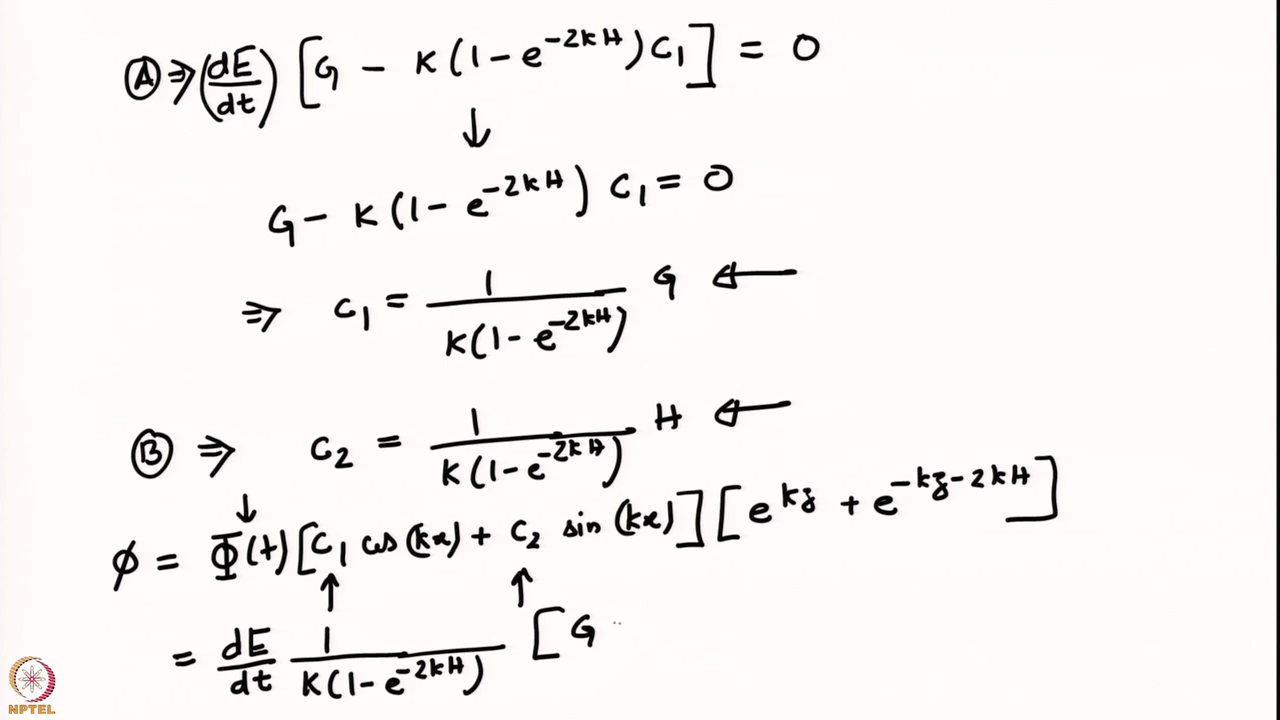 Ⓐ ⇒ (dE/dt) [G − k(1−e^{−2kH})c₁] = 0
↓
G − k(1−e^{−2kH}) c₁ = 0
⇒ c₁ = 1/(k(1−e^{−2kH})) G ←
Ⓑ ⇒ c₂ = 1/(k(1−e^{−2kH})) H ←
ϕ = Φ(t)[c₁ cos(kx) + c₂ sin(kx)][e^{kz} + e^{−kz−2kH}]
= dE/dt 1/(k(1−e^{−2kH})) [G
NPTEL